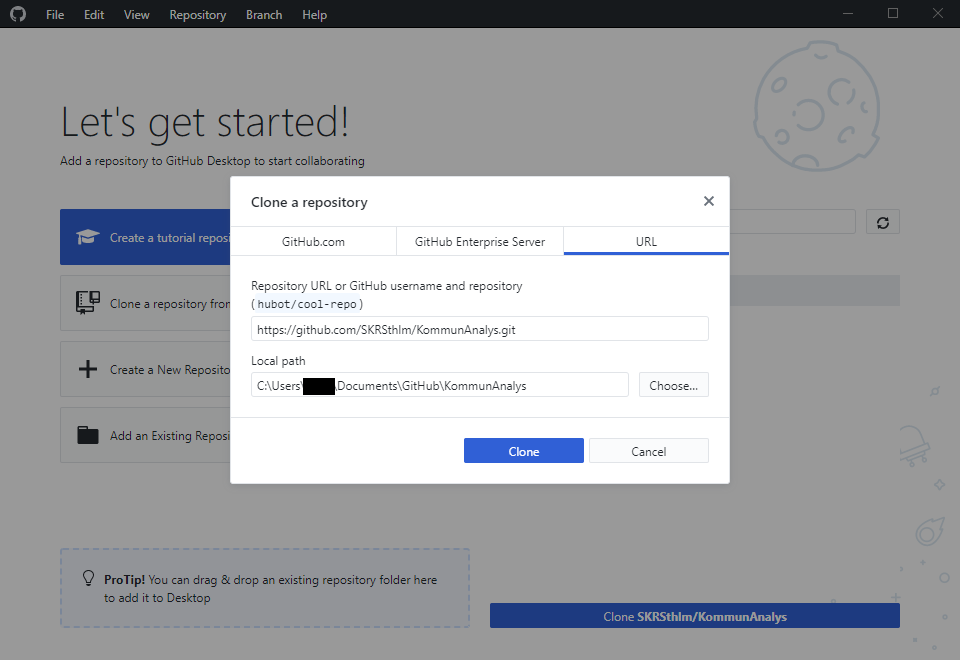 File Edit View Repository Branch Help
Let's get started!
Add a repository to GitHub Desktop to start collaborating
Create a tutorial reposi
Clone a repository from
Create a New Reposito
Add an Existing Reposi
Clone a repository
GitHub.com GitHub Enterprise Server URL
Repository URL or GitHub username and repository
(hubot/cool-repo)
https://github.com/SKRSthlm/KommunAnalys.git
Local path
C:\Users\ \Documents\GitHub\KommunAnalys Choose...
Clone Cancel
ProTip! You can drag & drop an existing repository folder here
to add it to Desktop
Clone SKRSthlm/KommunAnalys